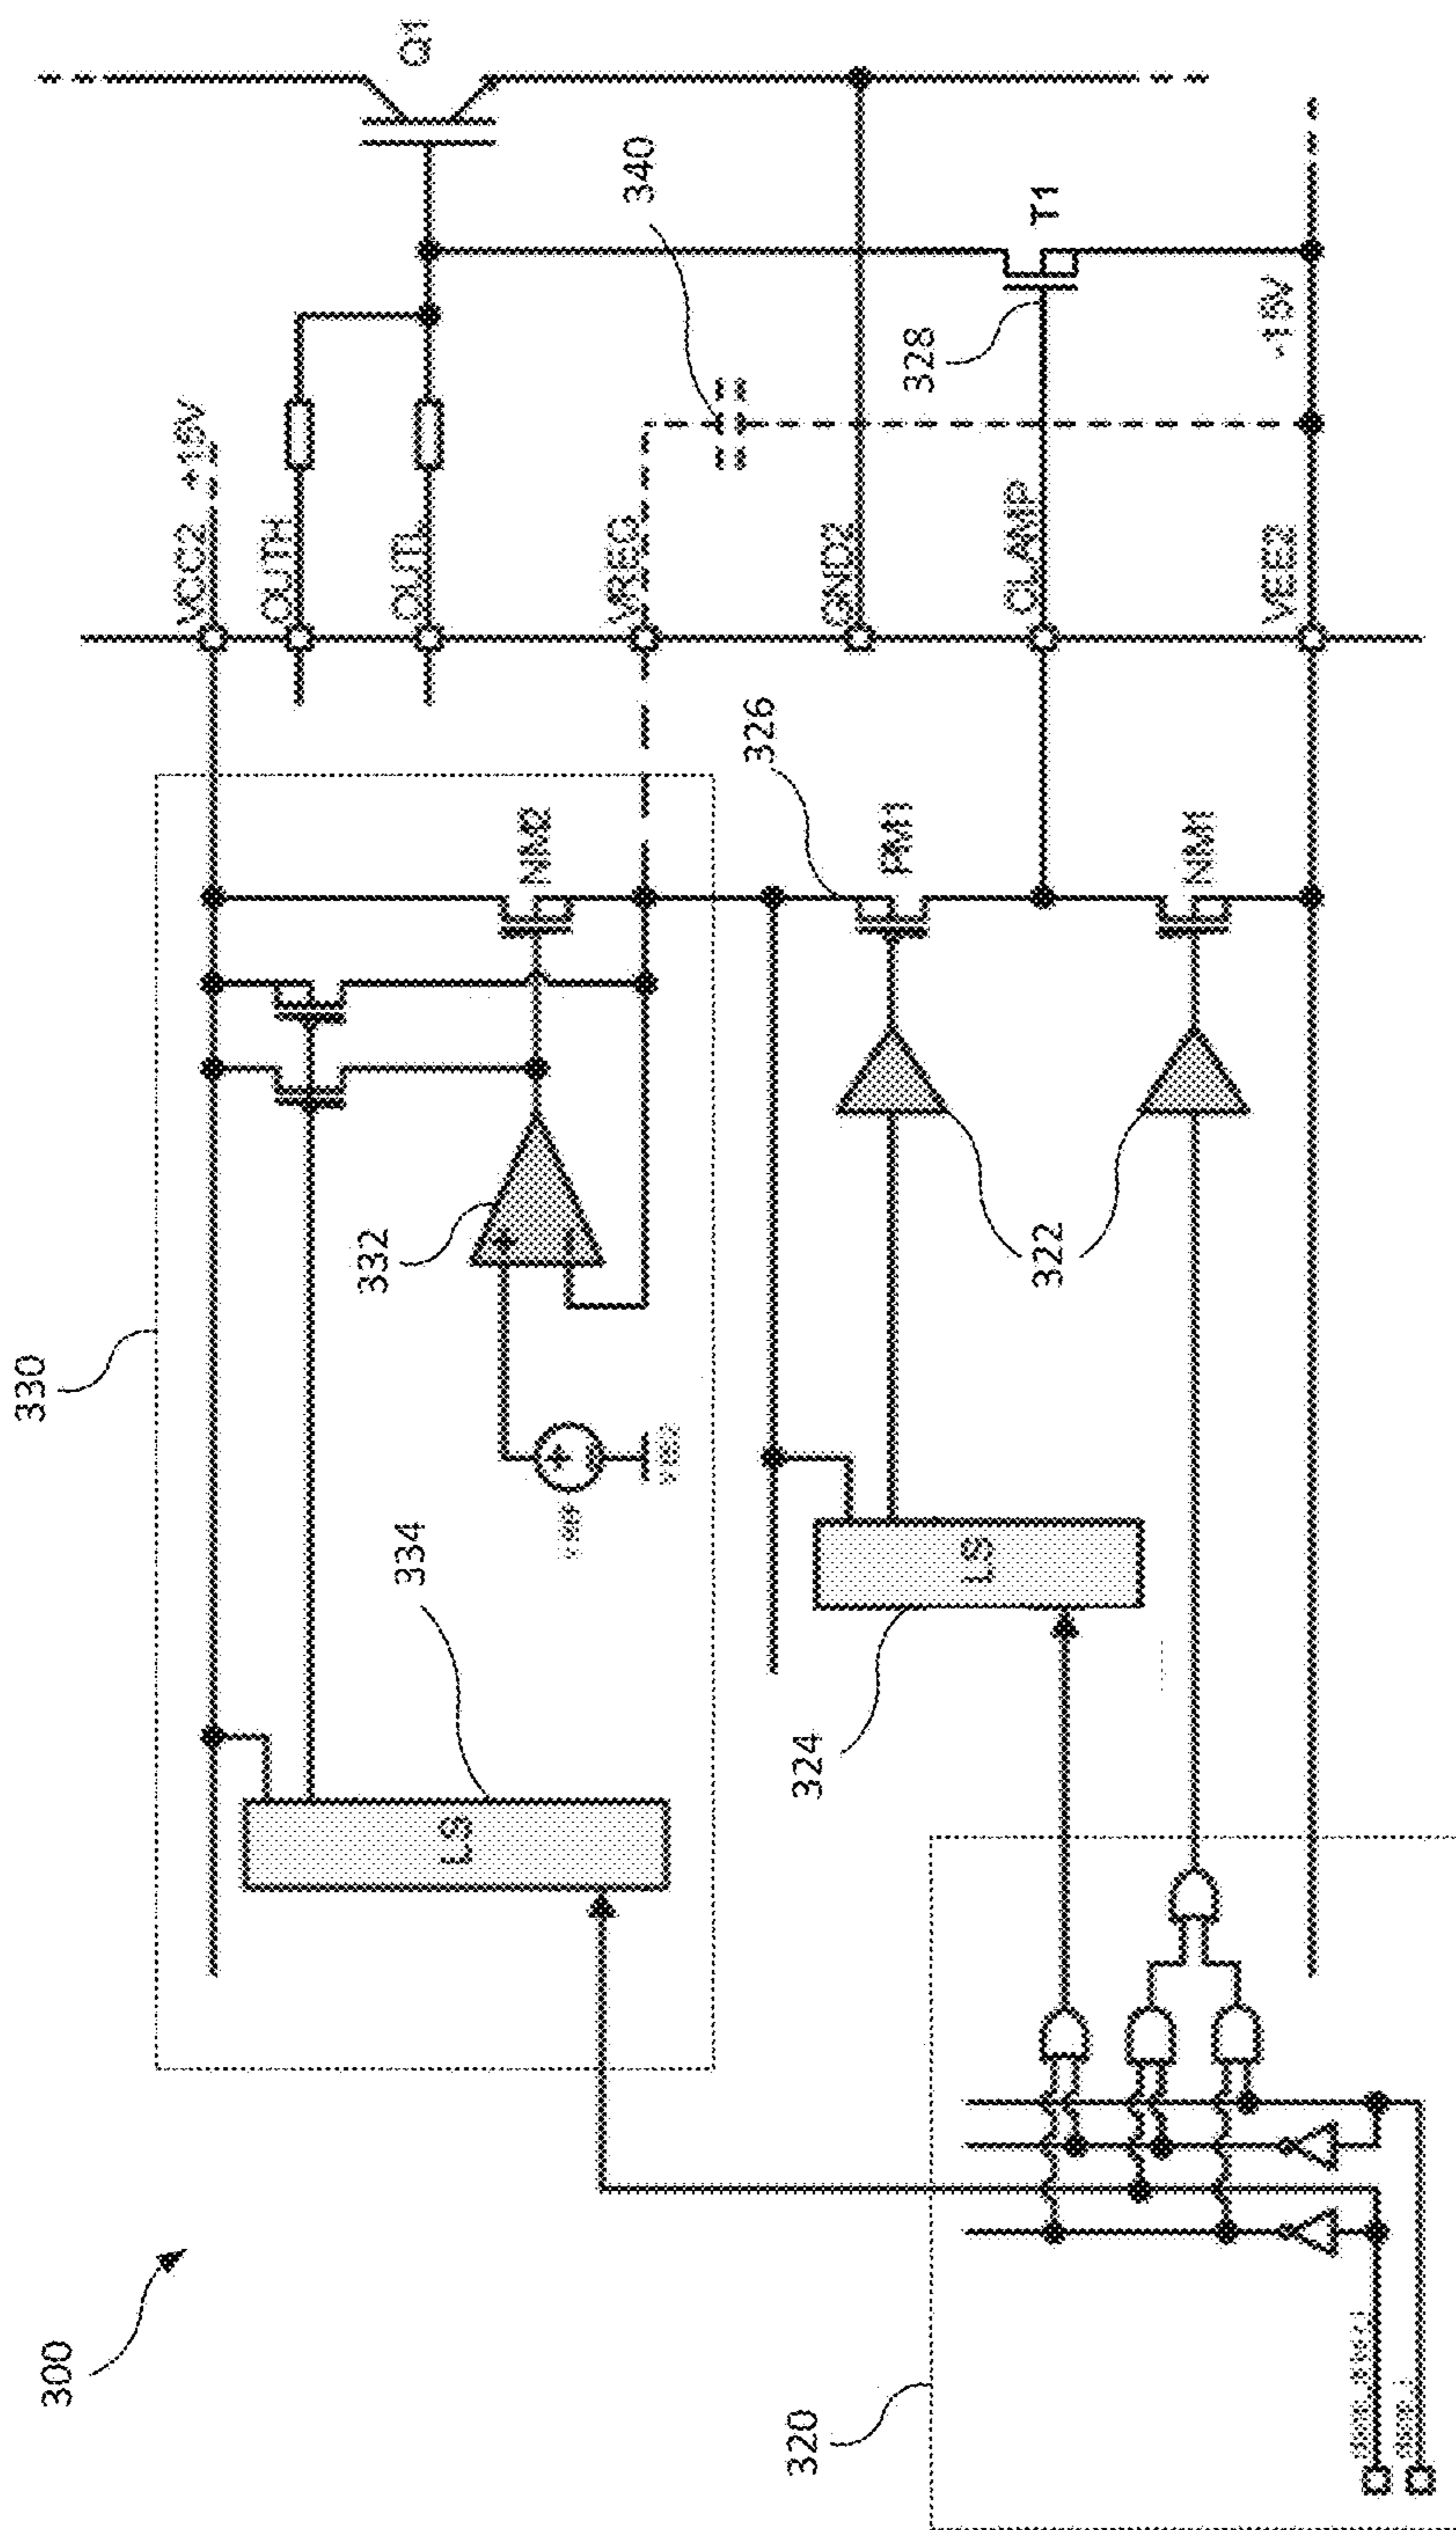 300
330
334
LS
332
NM2
VCC2 +15V
OUTH
OUTL
VREG
GND2
CLAMP
VEE2 -15V
Q1
340
328
T1
326
PM1
NM1
322
324
LS
320